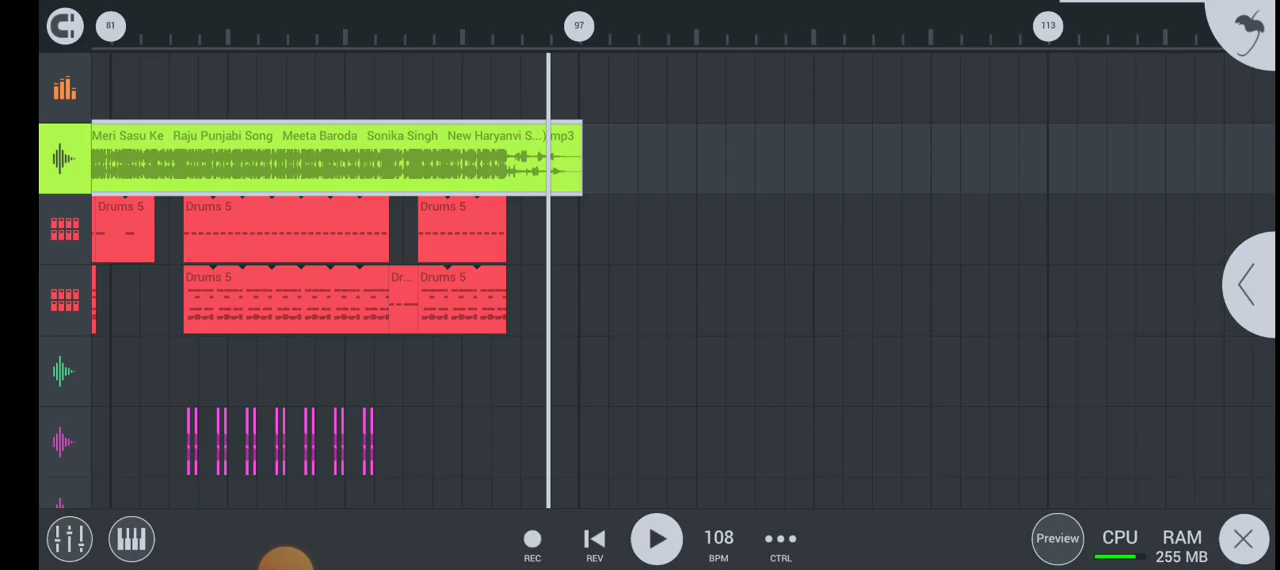 81 97 113
Meri Sasu Ke Raju Punjabi Song Meeta Baroda Sonika Singh New Haryanvi S...) mp3
Drums 5 Drums 5 Drums 5
Drums 5 Dr... Drums 5
REC REV 108 BPM CTRL Preview CPU RAM 255 MB